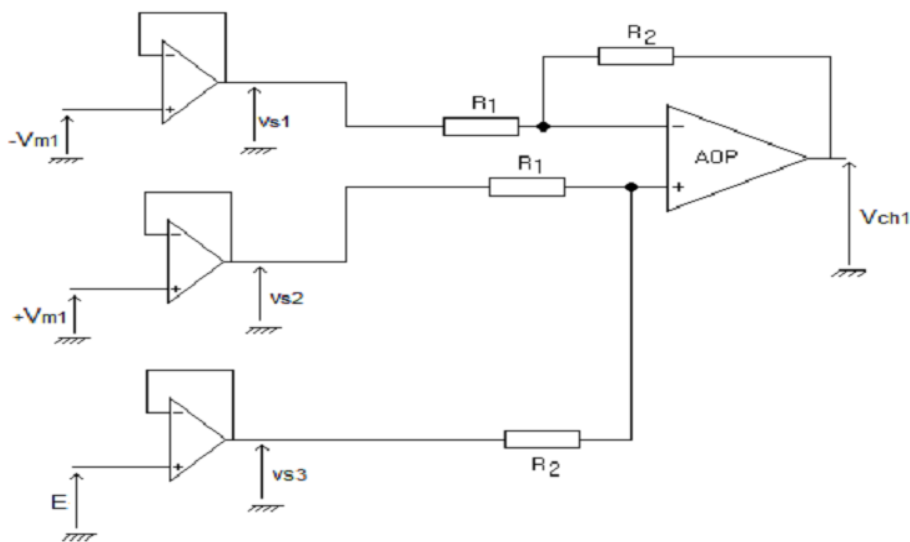 R2
R1
-Vm1
vs1
AOP
R1
Vch1
+Vm1
vs2
R2
E
vs3